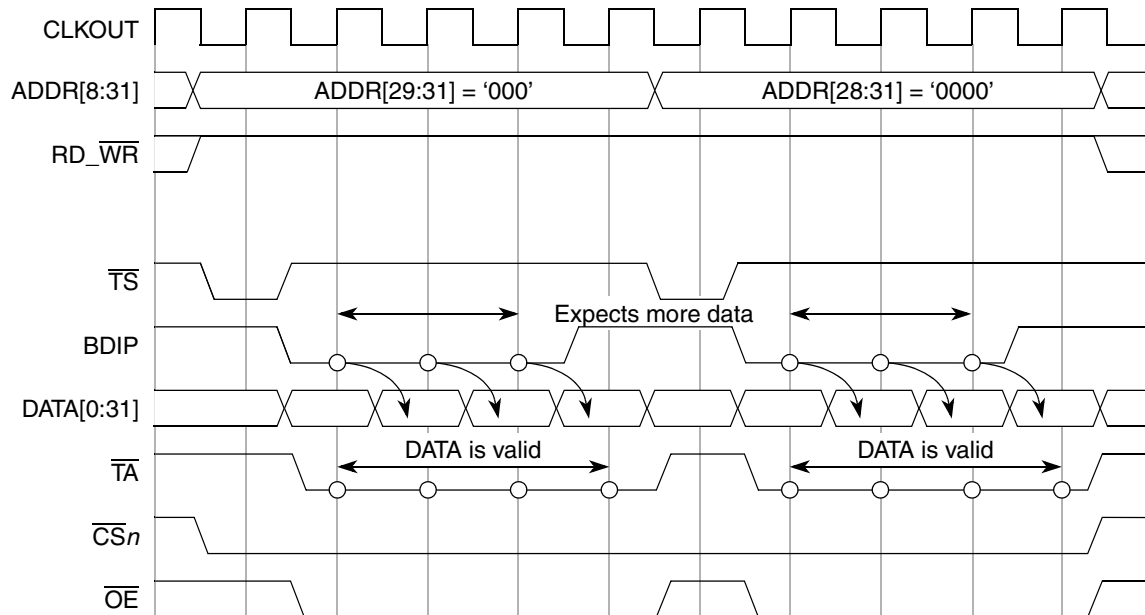 CLKOUT
ADDR[8:31]
ADDR[29:31] = ‘000’
ADDR[28:31] = ‘0000’
RD_WR
TS
Expects more data
BDIP
DATA[0:31]
DATA is valid
DATA is valid
TA
CSn
OE